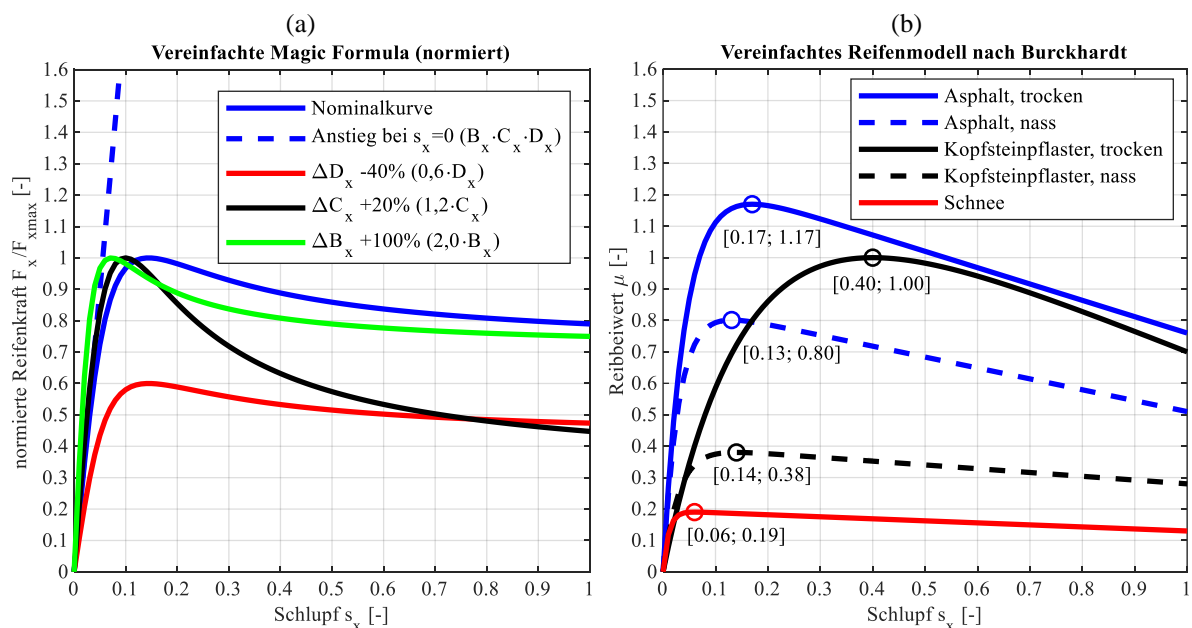 (a)
Vereinfachte Magic Formula (normiert)
1.6
1.5
1.4
1.3
1.2
1.1
1
0.9
0.8
0.7
0.6
0.5
0.4
0.3
0.2
0.1
0
normierte Reifenkraft F_x/F_xmax [-]
Nominalkurve
Anstieg bei s_x=0 (B_x·C_x·D_x)
ΔD_x -40% (0,6·D_x)
ΔC_x +20% (1,2·C_x)
ΔB_x +100% (2,0·B_x)
0 0.1 0.2 0.3 0.4 0.5 0.6 0.7 0.8 0.9 1
Schlupf s_x [-]
(b)
Vereinfachtes Reifenmodell nach Burckhardt
1.6
1.5
1.4
1.3
1.2
1.1
1
0.9
0.8
0.7
0.6
0.5
0.4
0.3
0.2
0.1
0
Reibbeiwert μ [-]
Asphalt, trocken
Asphalt, nass
Kopfsteinpflaster, trocken
Kopfsteinpflaster, nass
Schnee
[0.17; 1.17]
[0.40; 1.00]
[0.13; 0.80]
[0.14; 0.38]
[0.06; 0.19]
0 0.1 0.2 0.3 0.4 0.5 0.6 0.7 0.8 0.9 1
Schlupf s_x [-]